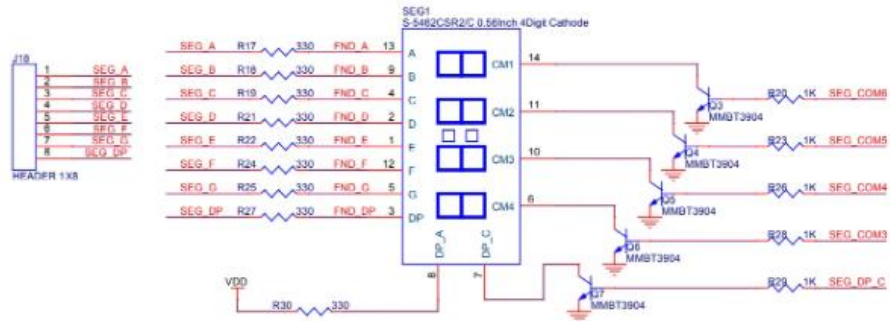 SEG1
S-5462CSR2/C 0.56Inch 4Digit Cathode
J10
1 SEG_A
2 SEG_B
3 SEG_C
4 SEG_D
5 SEG_E
6 SEG_F
7 SEG_G
8 SEG_DP
HEADER 1X8
SEG_A R17 330 FND_A 13 A
SEG_B R18 330 FND_B 9 B
SEG_C R19 330 FND_C 4 C
SEG_D R21 330 FND_D 2 D
SEG_E R22 330 FND_E 1 E
SEG_F R24 330 FND_F 12 F
SEG_G R25 330 FND_G 5 G
SEG_DP R27 330 FND_DP 3 DP
CM1 14
CM2 11
CM3 10
CM4 6
DP_A 8
DP_C 7
VDD
R30 330
Q3 MMBT3904 R20 1K SEG_COM6
Q4 MMBT3904 R23 1K SEG_COM5
Q5 MMBT3904 R26 1K SEG_COM4
Q6 MMBT3904 R28 1K SEG_COM3
Q7 MMBT3904 R29 1K SEG_DP_C